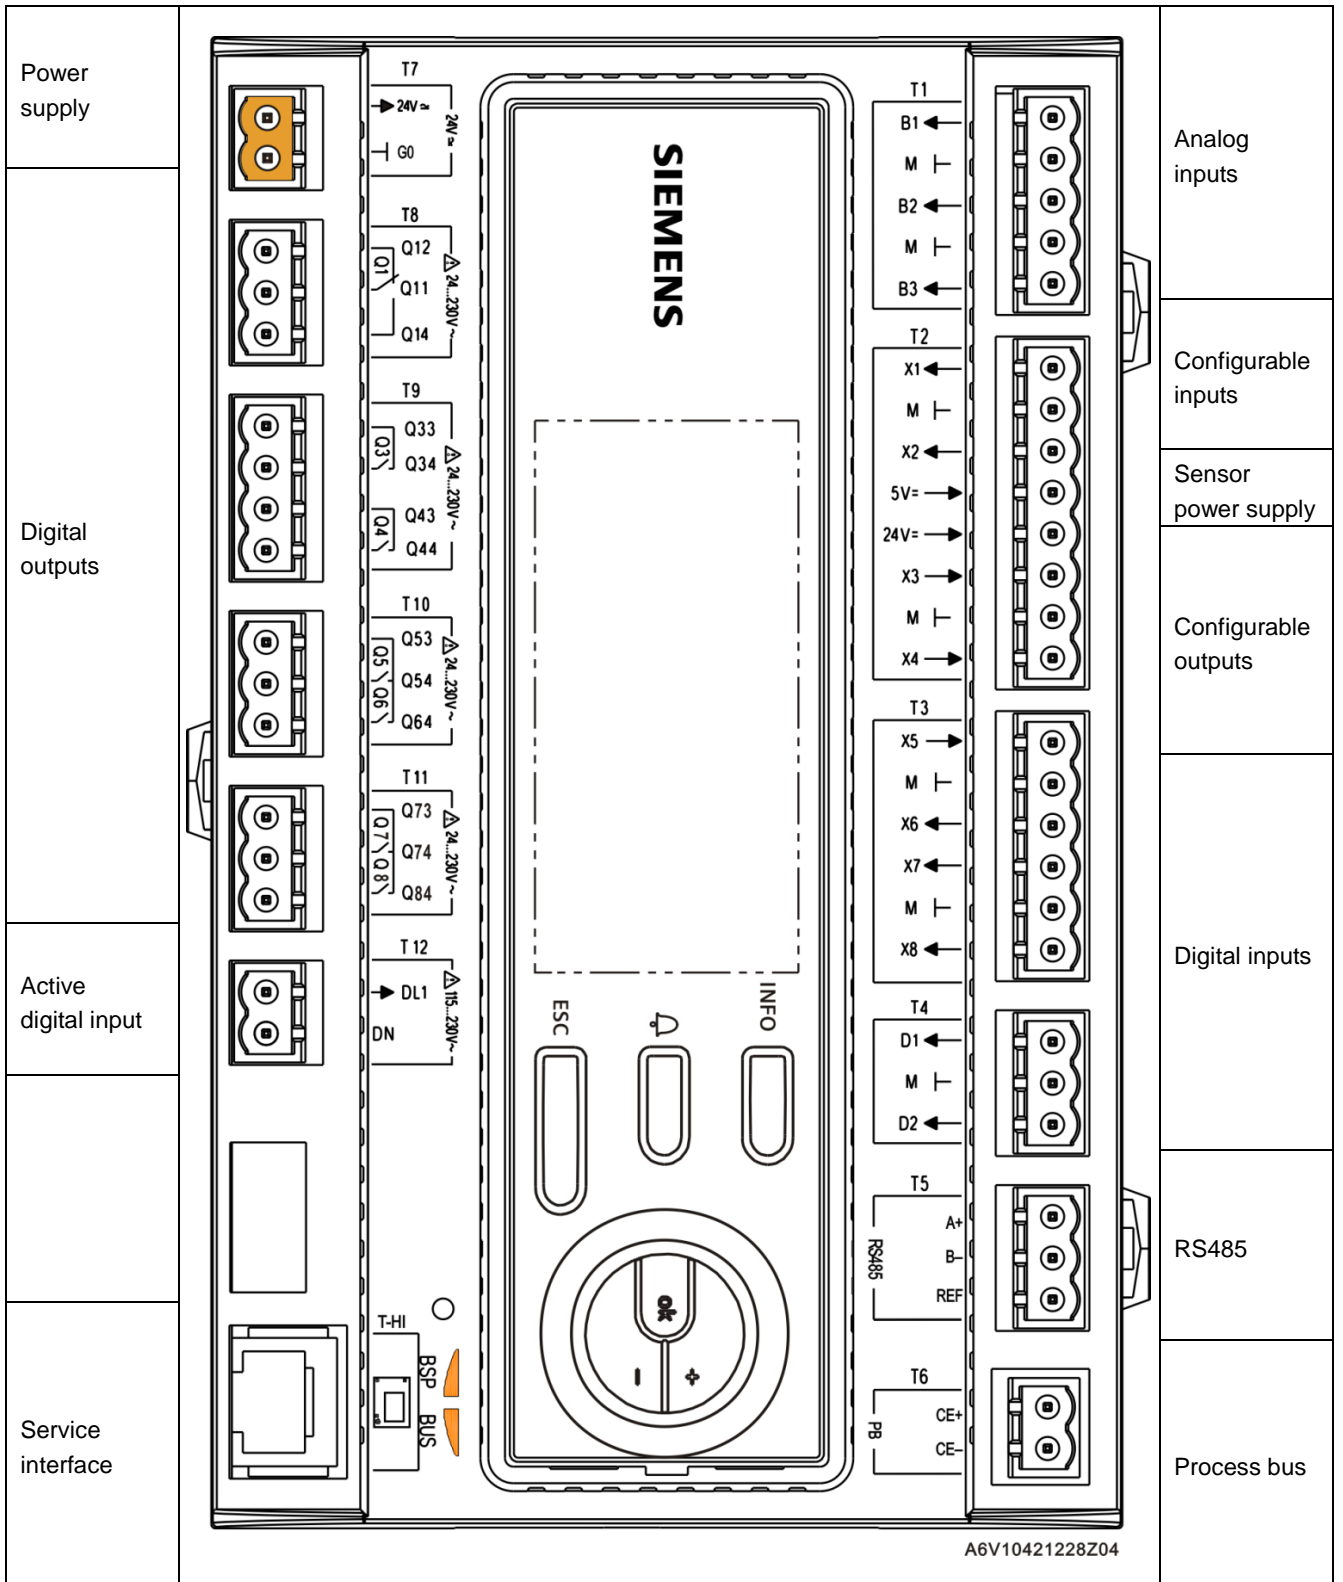 Power
supply
Digital
outputs
Active
digital input
Service
interface
T7
24V ≃
G0
24V ≃
T8
Q12
Q1
Q11
Q14
⚠ 24...230V~
T9
Q33
Q3
Q34
Q43
Q4
Q44
⚠ 24...230V~
T10
Q53
Q5
Q54
Q6
Q64
⚠ 24...230V~
T11
Q73
Q7
Q74
Q8
Q84
⚠ 24...230V~
T12
DL1
DN
⚠ 115...230V~
T-HI
BSP
BUS
SIEMENS
ESC
INFO
ok
–
+
T1
B1
M
B2
M
B3
T2
X1
M
X2
5V=
24V=
X3
M
X4
T3
X5
M
X6
X7
M
X8
T4
D1
M
D2
T5
A+
B–
REF
RS485
T6
CE+
CE–
PB
Analog
inputs
Configurable
inputs
Sensor
power supply
Configurable
outputs
Digital inputs
RS485
Process bus
A6V10421228Z04